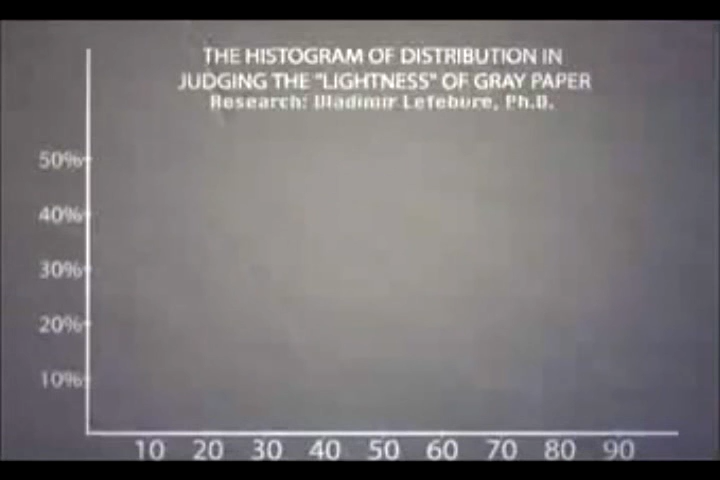 THE HISTOGRAM OF DISTRIBUTION IN
JUDGING THE "LIGHTNESS" OF GRAY PAPER
Research: Vladimir Lefebvre, Ph.D.
50%
40%
30%
20%
10%
10 20 30 40 50 60 70 80 90